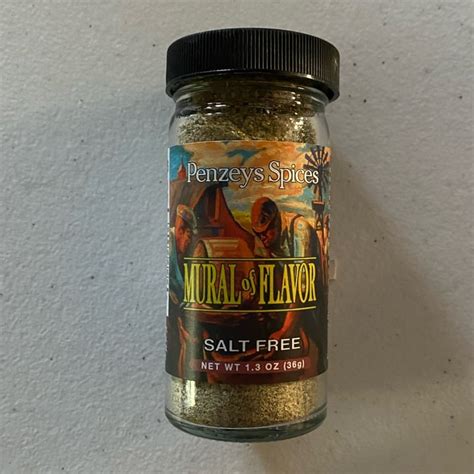 Penzeys Spices
MURAL of FLAVOR
SALT FREE
NET WT 1.3 OZ (36g)